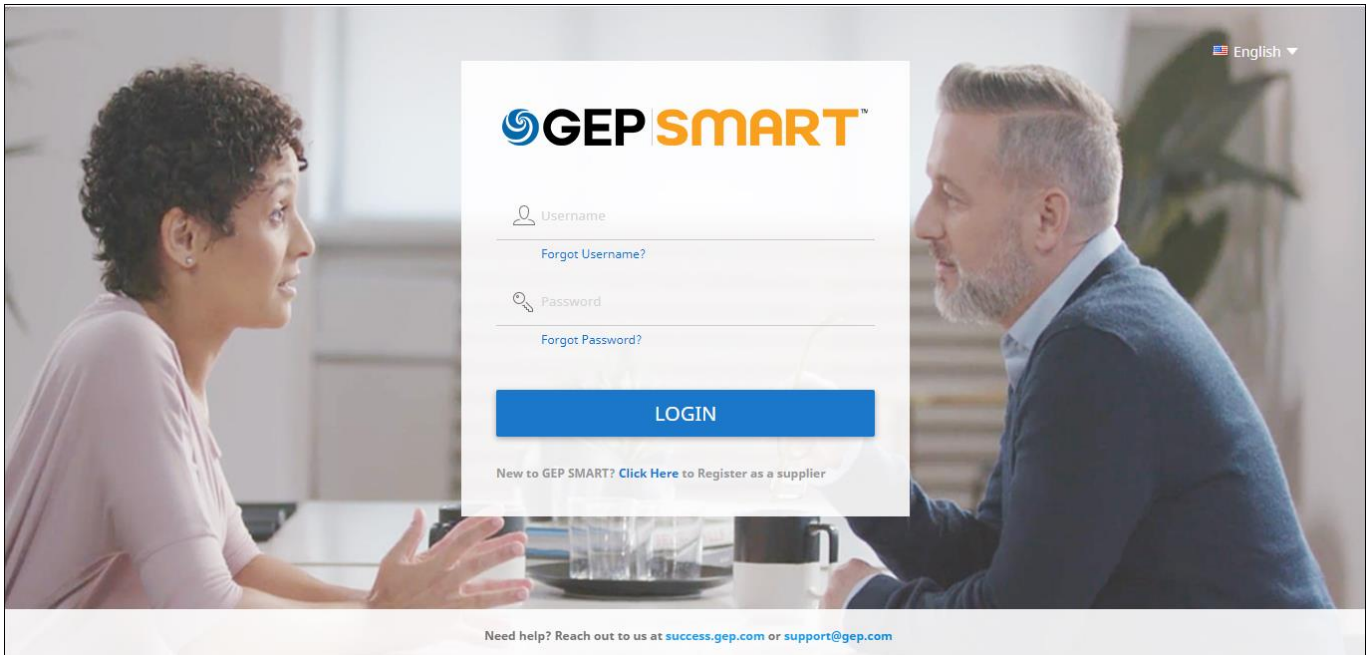 English
GEP SMART™
Username
Forgot Username?
Password
Forgot Password?
LOGIN
New to GEP SMART? Click Here to Register as a supplier
Need help? Reach out to us at success.gep.com or support@gep.com